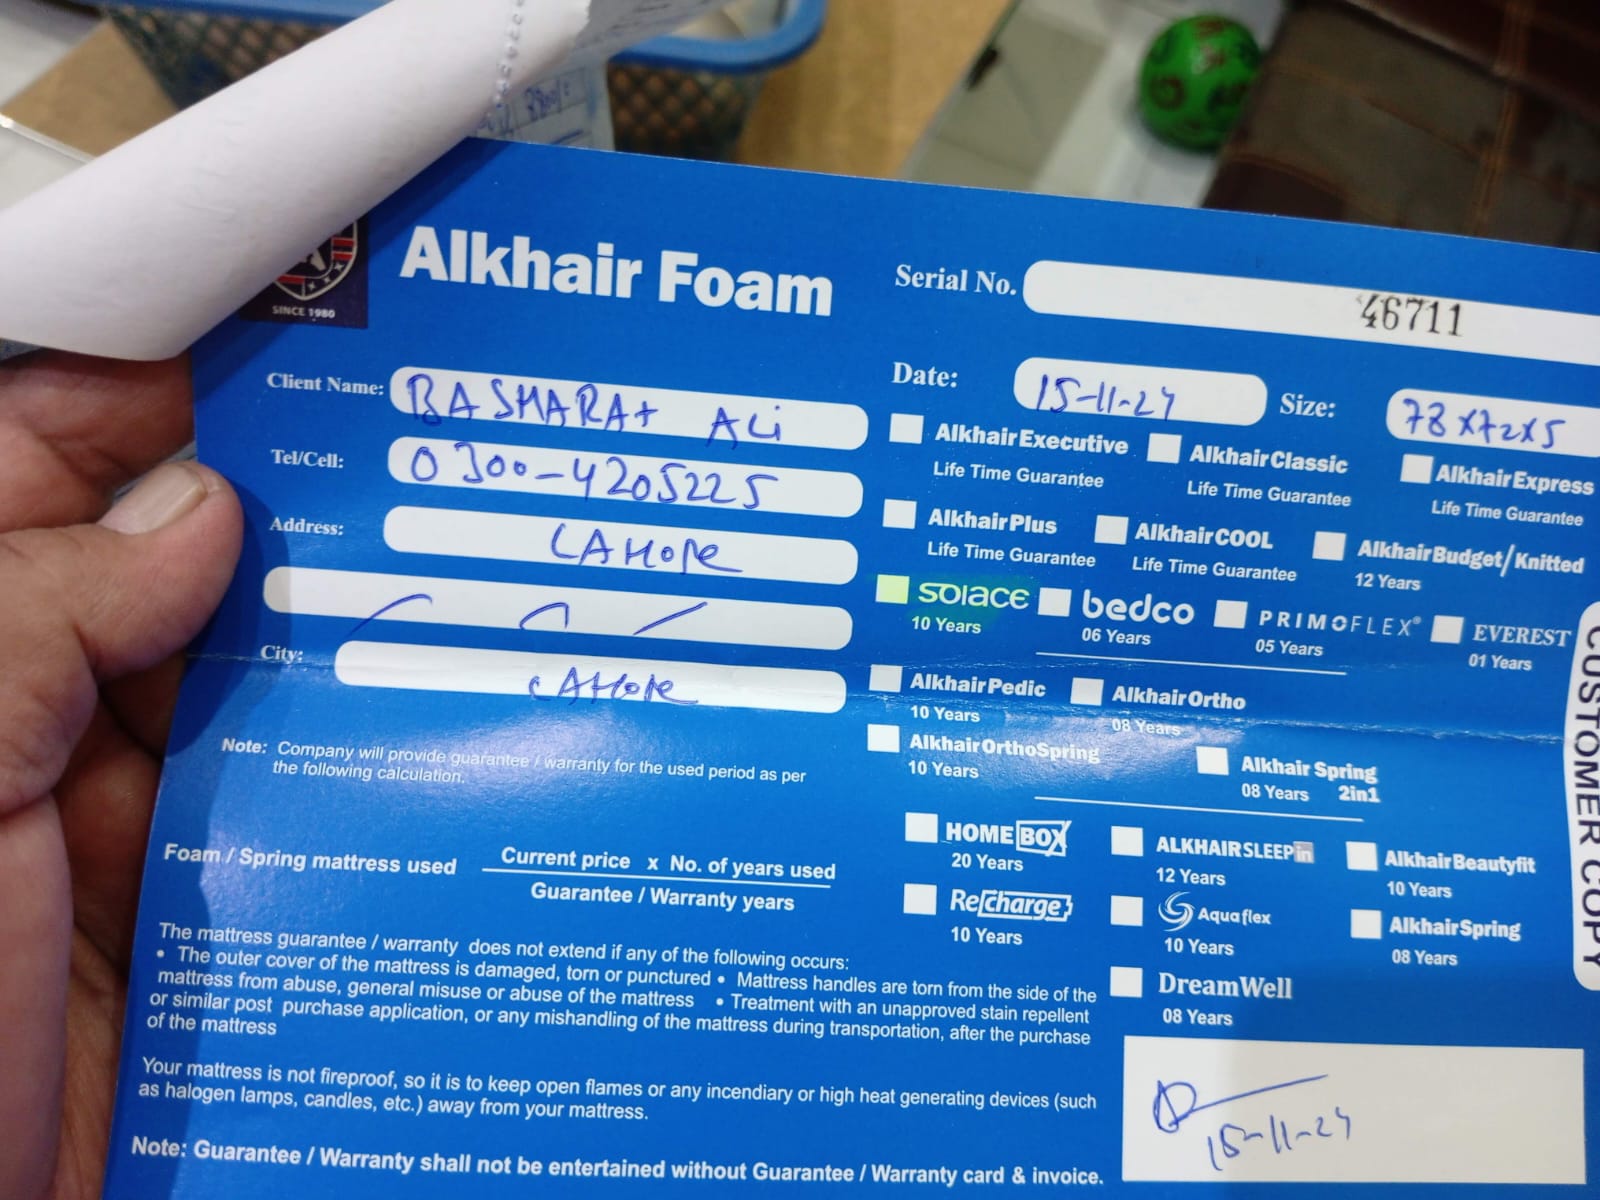 SINCE 1980
Alkhair Foam
Serial No. 46711
Client Name: BASHARAt ALi
Date: 15-11-24 Size: 78x72x5
Tel/Cell: 0300-4205225
Address: LAHORe
City: LAHORe
Alkhair Executive
Life Time Guarantee
Alkhair Classic
Life Time Guarantee
Alkhair Express
Life Time Guarantee
Alkhair Plus
Life Time Guarantee
Alkhair COOL
Life Time Guarantee
Alkhair Budget/Knitted
12 Years
solace
10 Years
bedco
06 Years
PRIMOFLEX®
05 Years
EVEREST
01 Years
Alkhair Pedic
10 Years
Alkhair Ortho
08 Years
Alkhair OrthoSpring
10 Years
Alkhair Spring
08 Years 2in1
HOME BOX
20 Years
ALKHAIR SLEEP in
12 Years
Alkhair Beautyfit
10 Years
Recharge
10 Years
Aquaflex
10 Years
Alkhair Spring
08 Years
DreamWell
08 Years
CUSTOMER COPY
Note: Company will provide guarantee / warranty for the used period as per
the following calculation.
Foam / Spring mattress used
Current price x No. of years used
Guarantee / Warranty years
The mattress guarantee / warranty does not extend if any of the following occurs:
• The outer cover of the mattress is damaged, torn or punctured • Mattress handles are torn from the side of the
mattress from abuse, general misuse or abuse of the mattress • Treatment with an unapproved stain repellent
or similar post purchase application, or any mishandling of the mattress during transportation, after the purchase
of the mattress
Your mattress is not fireproof, so it is to keep open flames or any incendiary or high heat generating devices (such
as halogen lamps, candles, etc.) away from your mattress.
Note: Guarantee / Warranty shall not be entertained without Guarantee / Warranty card & invoice.
15-11-24